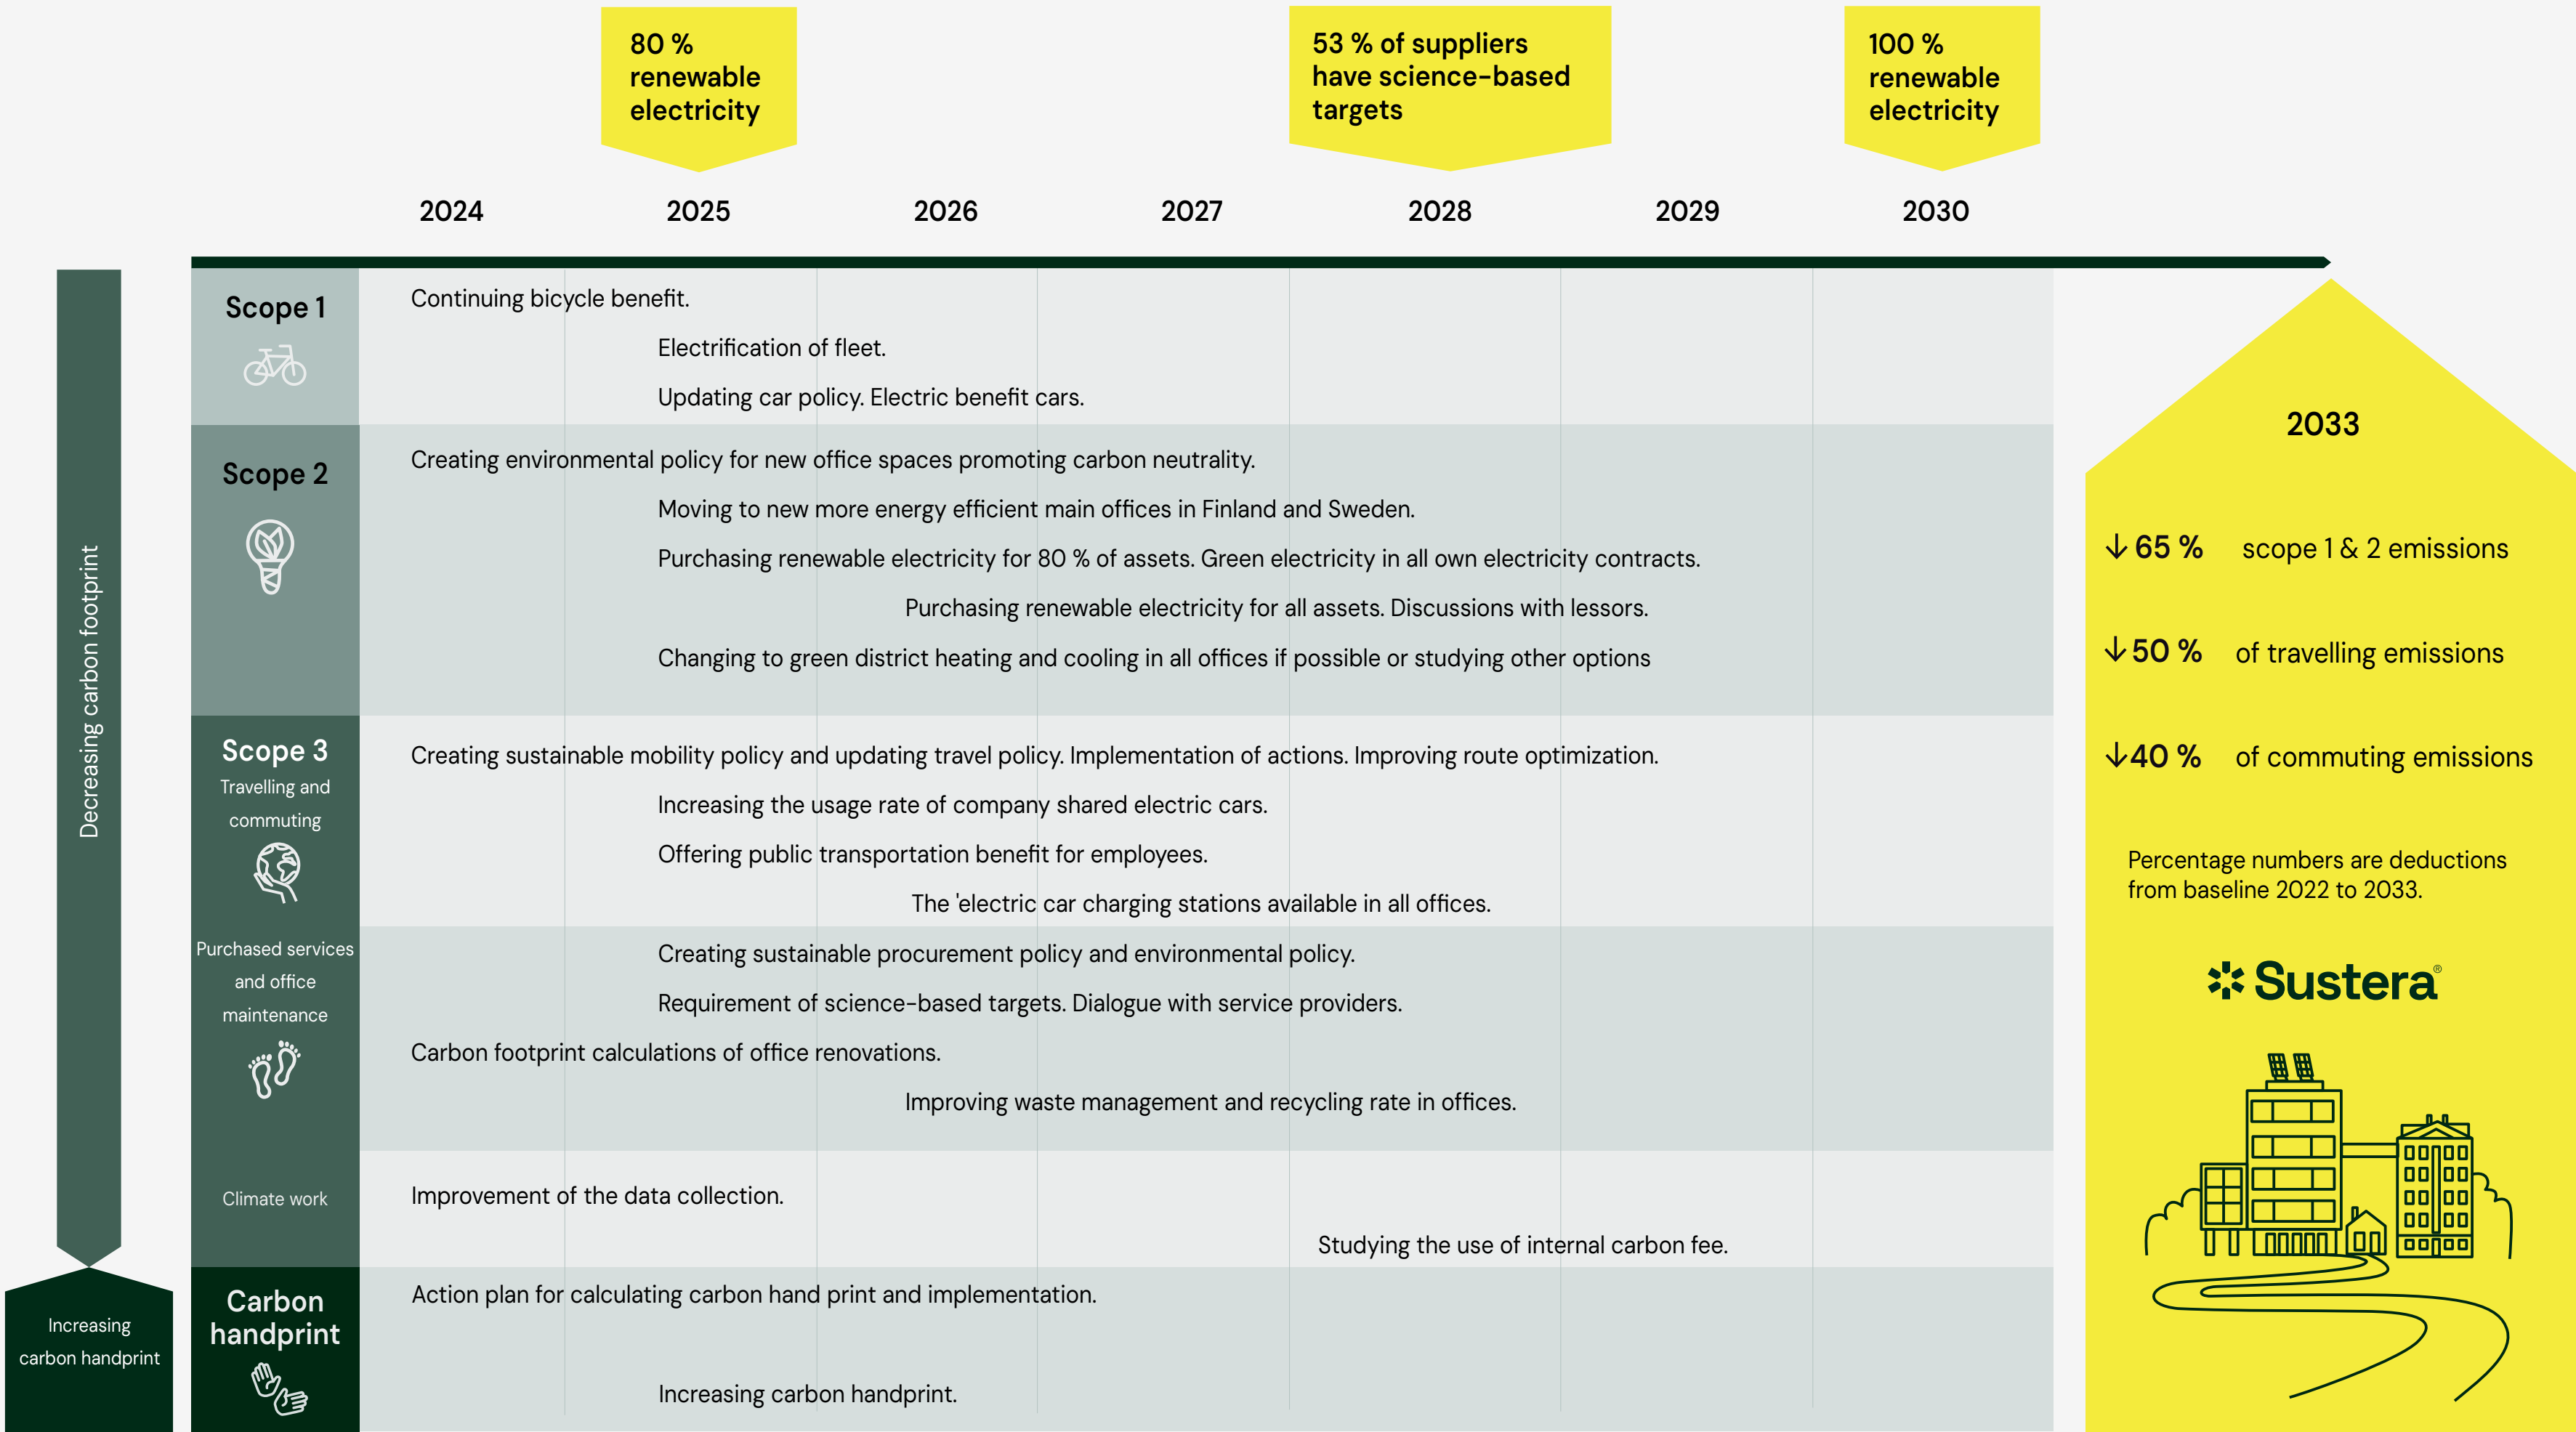 80 %
renewable
electricity
53 % of suppliers
have science-based
targets
100 %
renewable
electricity
2024 2025 2026 2027 2028 2029 2030
Decreasing carbon footprint
Scope 1
Continuing bicycle benefit.
Electrification of fleet.
Updating car policy. Electric benefit cars.
Scope 2
Creating environmental policy for new office spaces promoting carbon neutrality.
Moving to new more energy efficient main offices in Finland and Sweden.
Purchasing renewable electricity for 80 % of assets. Green electricity in all own electricity contracts.
Purchasing renewable electricity for all assets. Discussions with lessors.
Changing to green district heating and cooling in all offices if possible or studying other options
Scope 3
Travelling and
commuting
Creating sustainable mobility policy and updating travel policy. Implementation of actions. Improving route optimization.
Increasing the usage rate of company shared electric cars.
Offering public transportation benefit for employees.
The 'electric car charging stations available in all offices.
Purchased services
and office
maintenance
Creating sustainable procurement policy and environmental policy.
Requirement of science-based targets. Dialogue with service providers.
Carbon footprint calculations of office renovations.
Improving waste management and recycling rate in offices.
Climate work
Improvement of the data collection.
Studying the use of internal carbon fee.
Increasing
carbon handprint
Carbon
handprint
Action plan for calculating carbon hand print and implementation.
Increasing carbon handprint.
2033
↓ 65 % scope 1 & 2 emissions
↓ 50 % of travelling emissions
↓ 40 % of commuting emissions
Percentage numbers are deductions
from baseline 2022 to 2033.
Sustera®